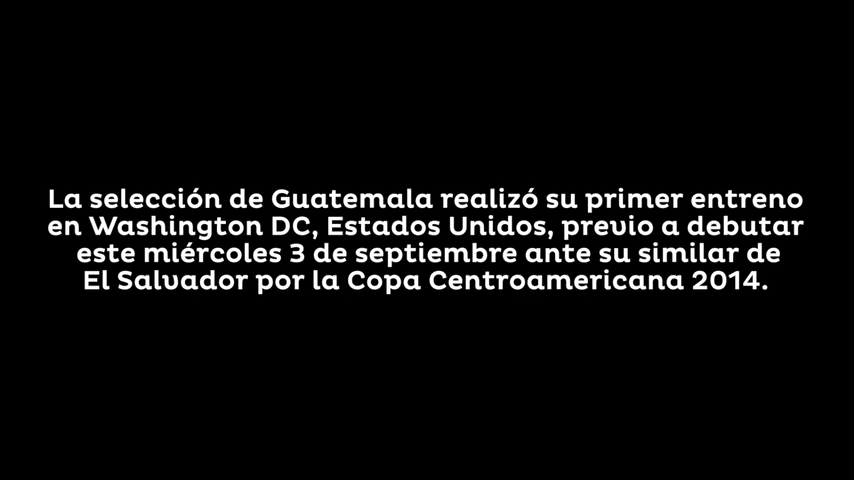 La selección de Guatemala realizó su primer entreno
en Washington DC, Estados Unidos, previo a debutar
este miércoles 3 de septiembre ante su similar de
El Salvador por la Copa Centroamericana 2014.